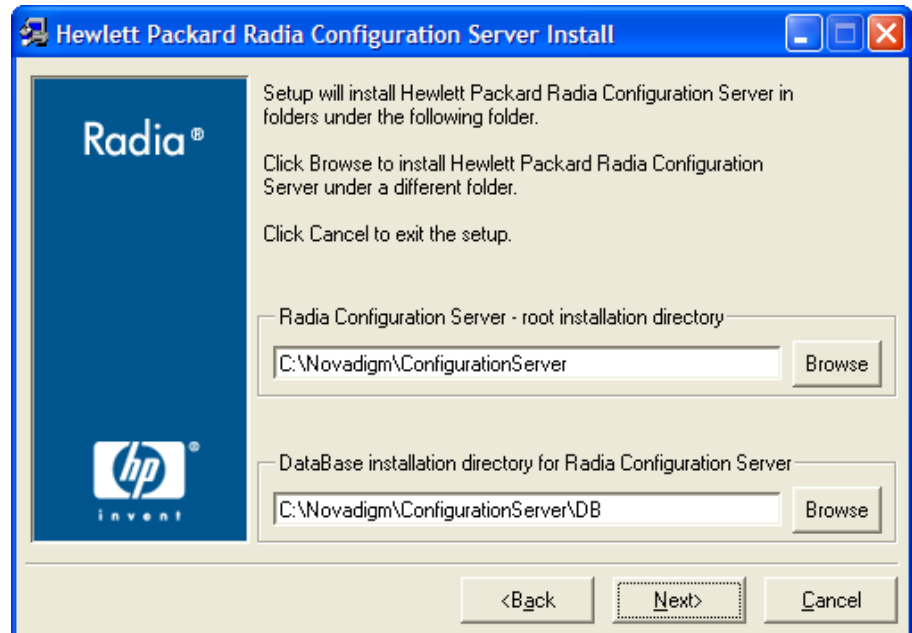 Hewlett Packard Radia Configuration Server Install
Radia®
Setup will install Hewlett Packard Radia Configuration Server in
folders under the following folder.
Click Browse to install Hewlett Packard Radia Configuration
Server under a different folder.
Click Cancel to exit the setup.
Radia Configuration Server - root installation directory
C:\Novadigm\ConfigurationServer
Browse
DataBase installation directory for Radia Configuration Server
C:\Novadigm\ConfigurationServer\DB
Browse
hp®
invent
<Back
Next>
Cancel